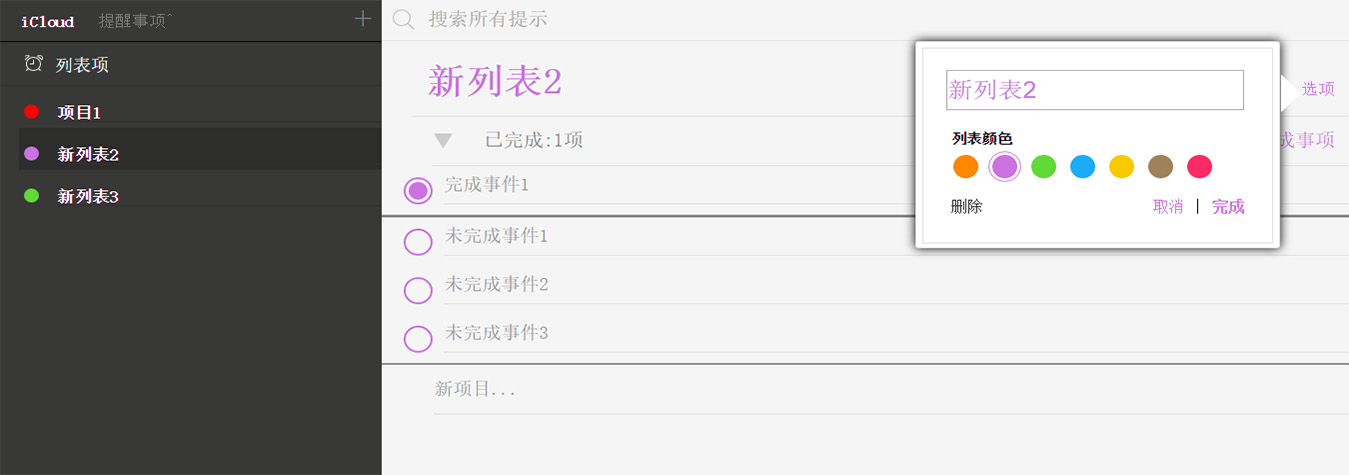 iCloud 提醒事项^ +
列表项
项目1
新列表2
新列表3
搜索所有提示
新列表2
选项
已完成:1项
成事项
完成事件1
未完成事件1
未完成事件2
未完成事件3
新项目...
新列表2
列表颜色
删除 取消 | 完成